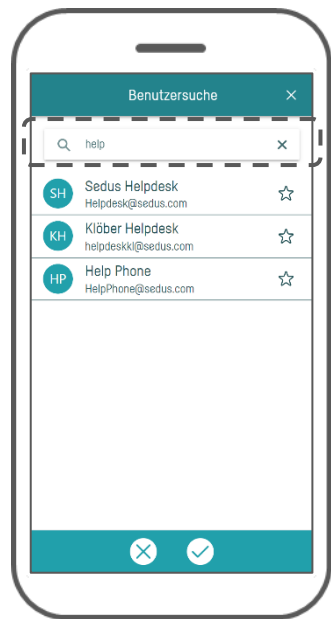 Benutzersuche
help
SH
Sedus Helpdesk
Helpdesk@sedus.com
KH
Klöber Helpdesk
helpdeskkl@sedus.com
HP
Help Phone
HelpPhone@sedus.com